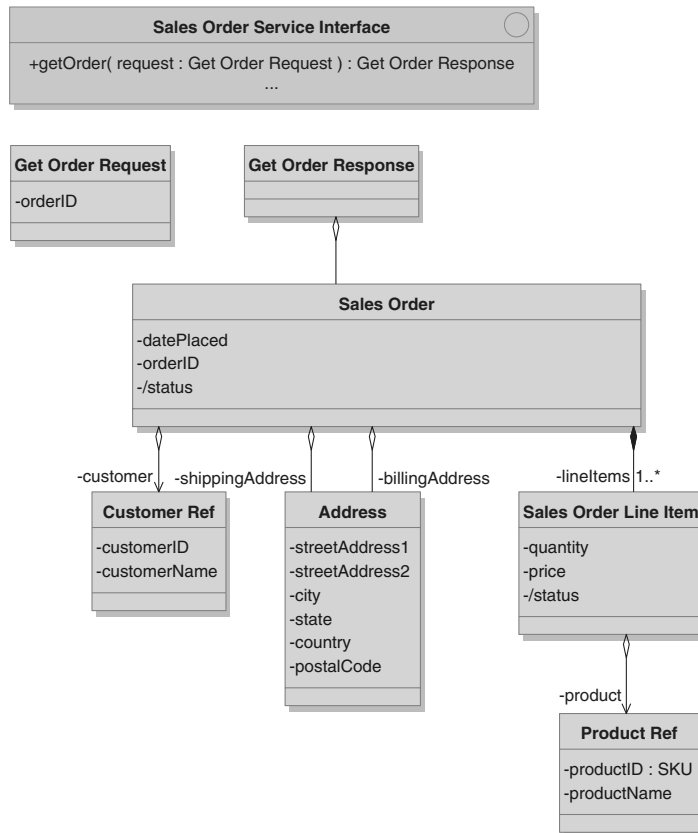 Sales Order Service Interface
+getOrder( request : Get Order Request ) : Get Order Response
...
Get Order Request
-orderID
Get Order Response
Sales Order
-datePlaced
-orderID
-/status
-customer
-shippingAddress
-billingAddress
-lineItems 1..*
Customer Ref
-customerID
-customerName
Address
-streetAddress1
-streetAddress2
-city
-state
-country
-postalCode
Sales Order Line Item
-quantity
-price
-/status
-product
Product Ref
-productID : SKU
-productName